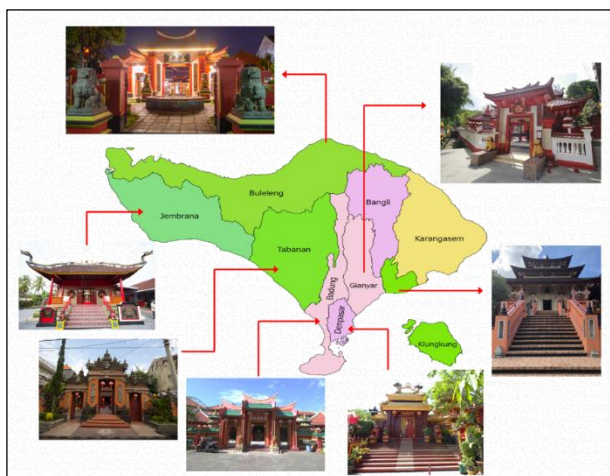 Buleleng
Bangli
Jembrana
Karangasem
Tabanan
Gianyar
Badung
Denpasar
Klungkung